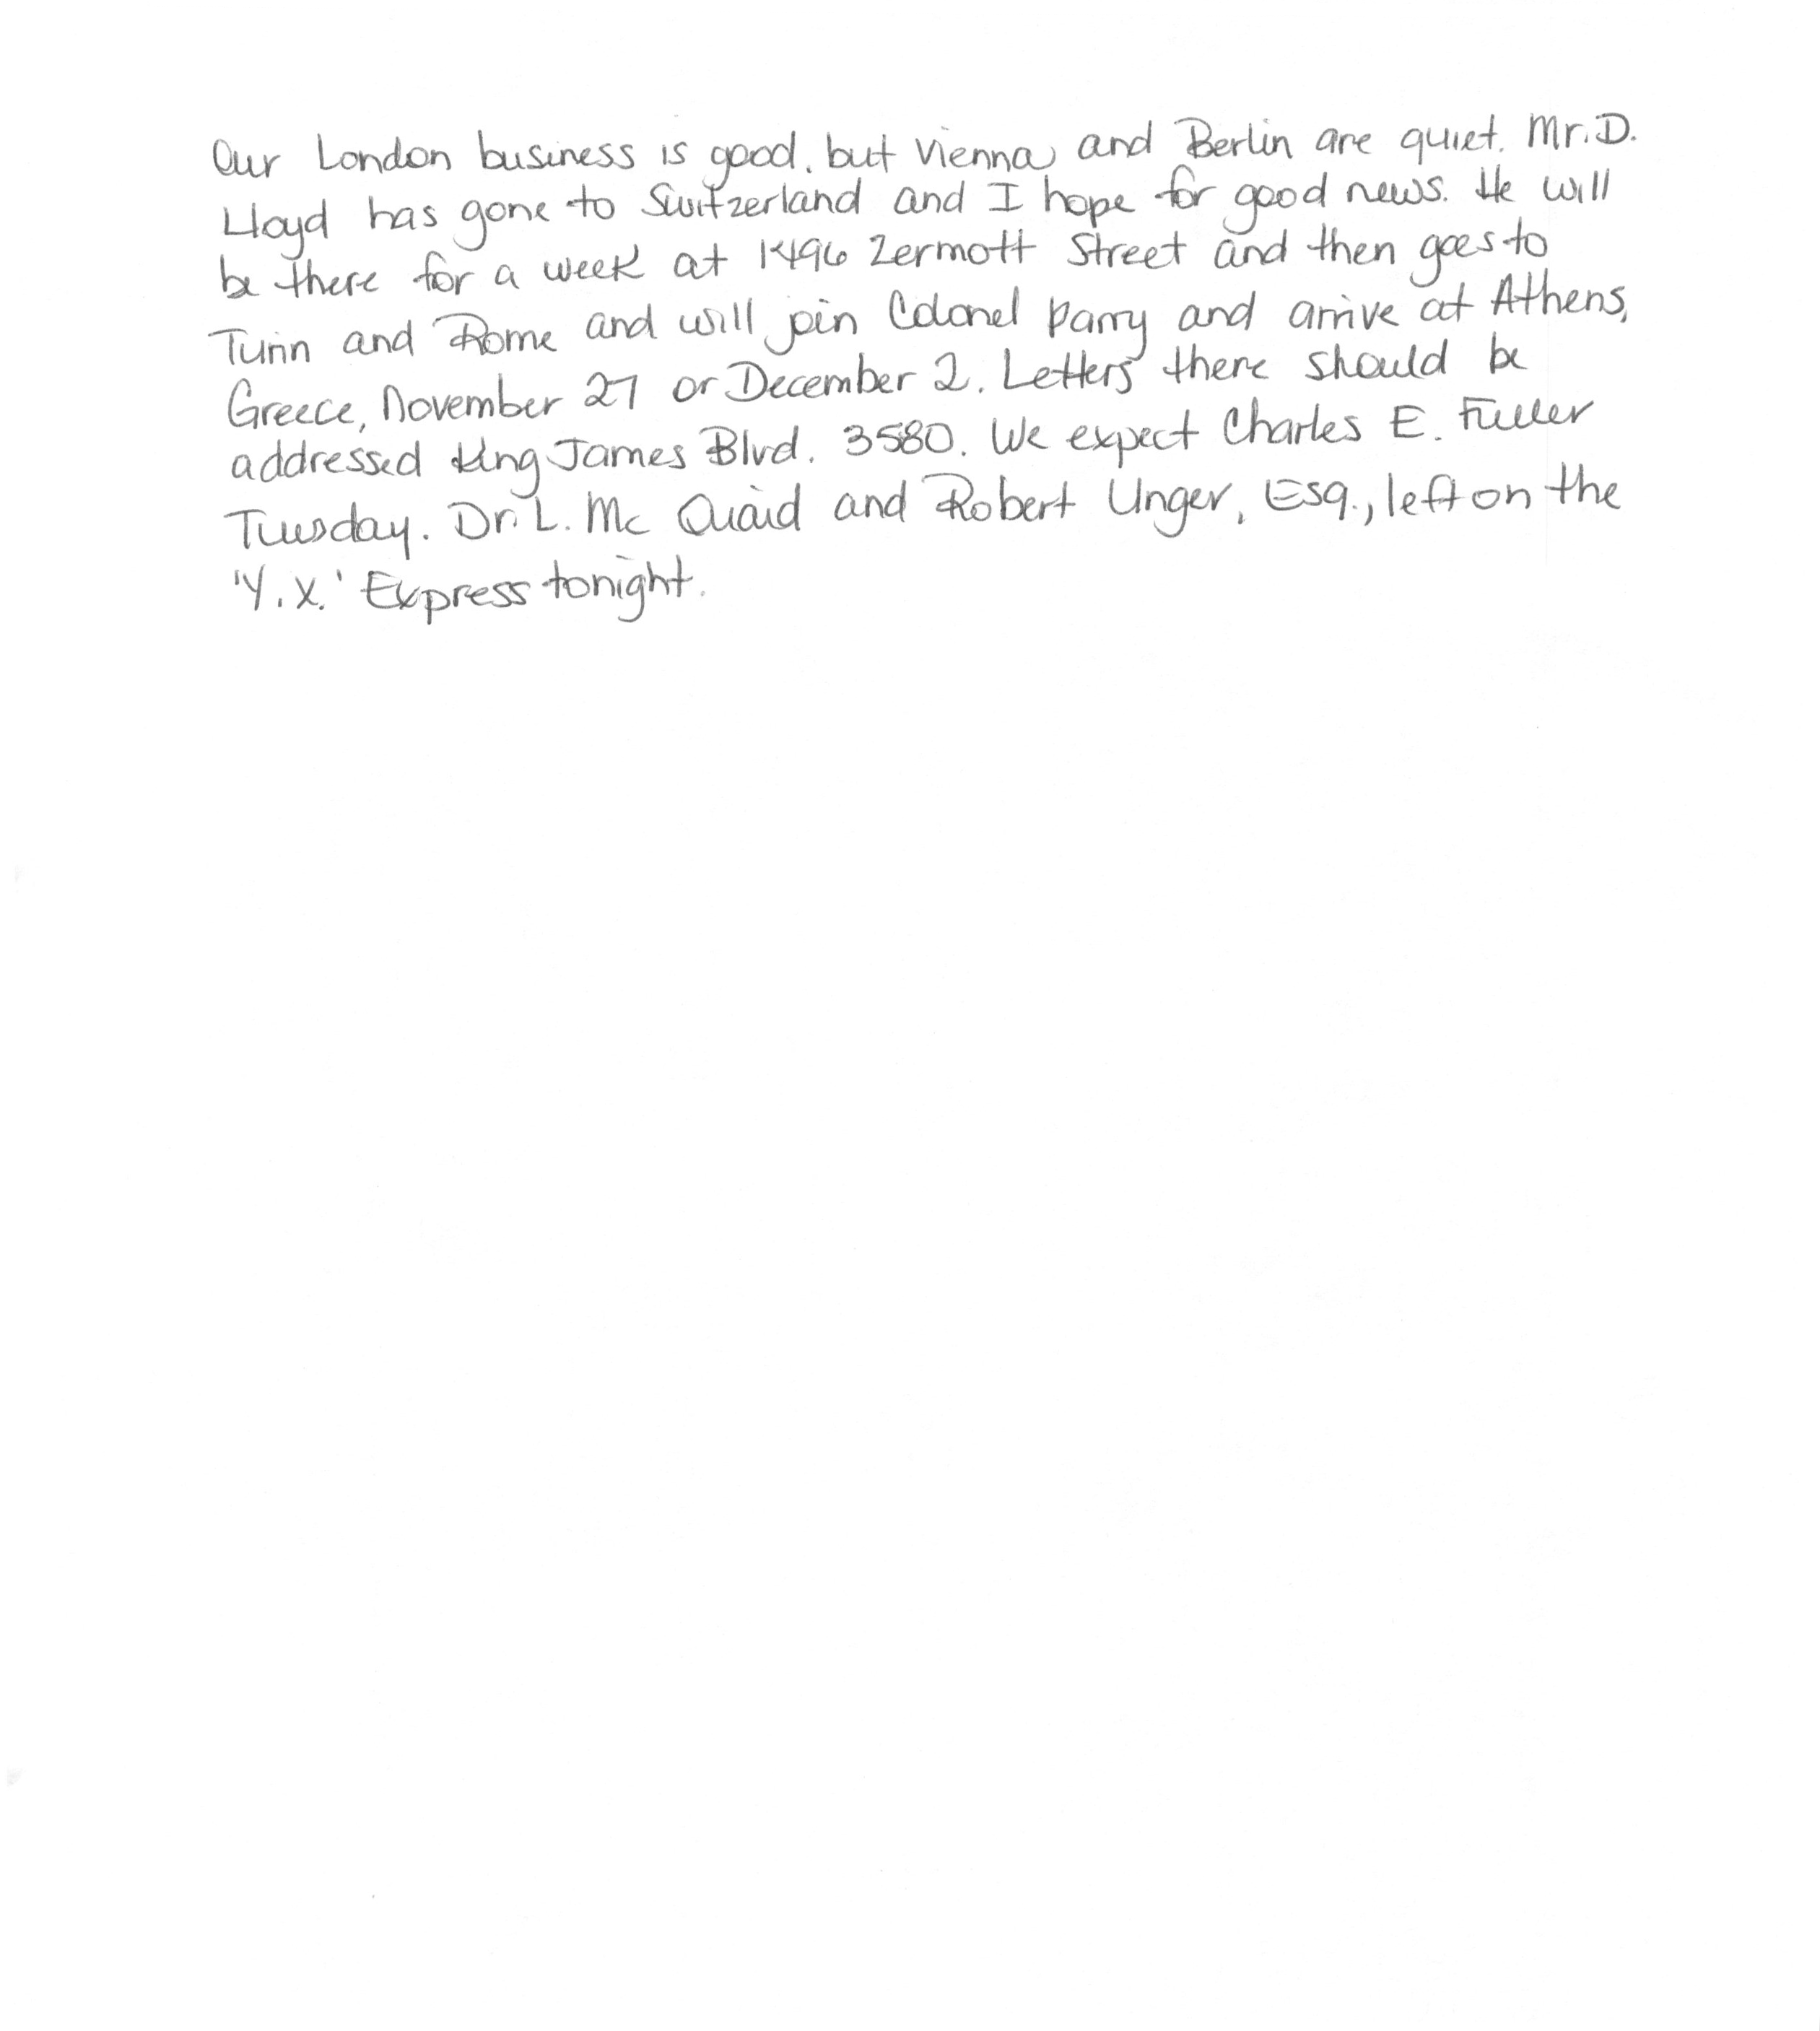 Our London business is good, but Vienna and Berlin are quiet. Mr. D.
Lloyd has gone to Switzerland and I hope for good news. He will
be there for a week at 1496 Zermott Street and then goes to
Turin and Rome and will join Colonel Parry and arrive at Athens,
Greece, November 27 or December 2. Letters there should be
addressed King James Blvd. 3580. We expect Charles E. Fuller
Tuesday. Dr. L. Mc Quaid and Robert Unger, Esq., left on the
'Y.X.' Express tonight.